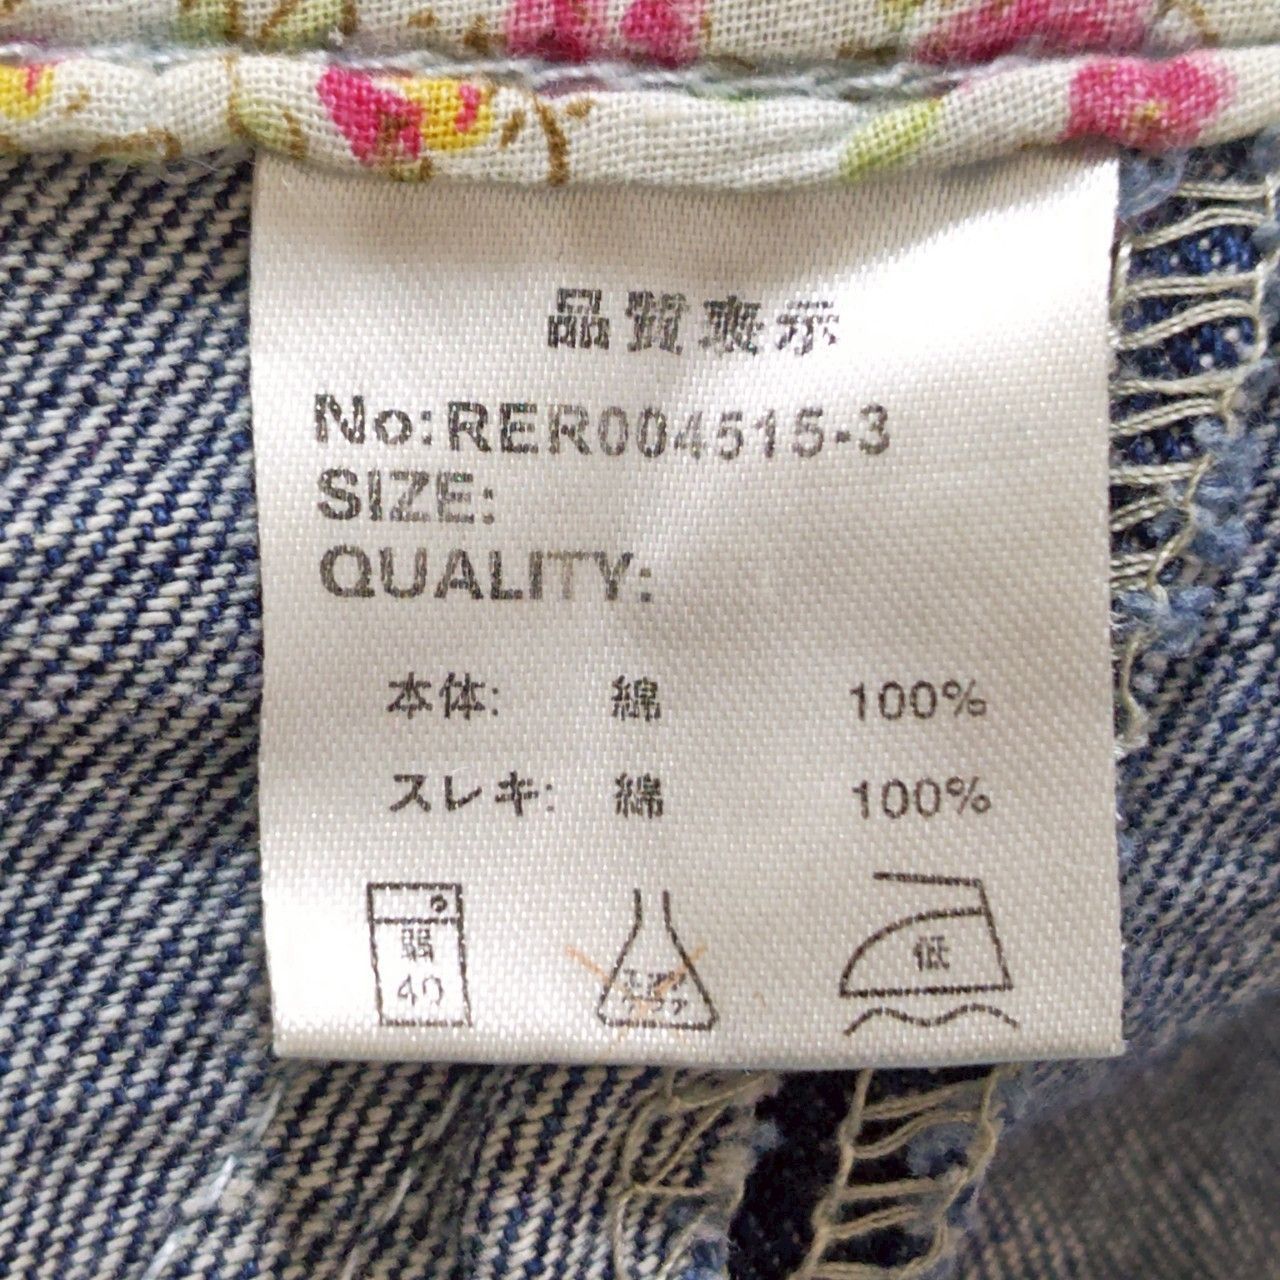 品質表示
No:RER004515-3
SIZE:
QUALITY:
本体: 綿 100%
スレキ: 綿 100%
弱
40
エンソ
サラシ
低